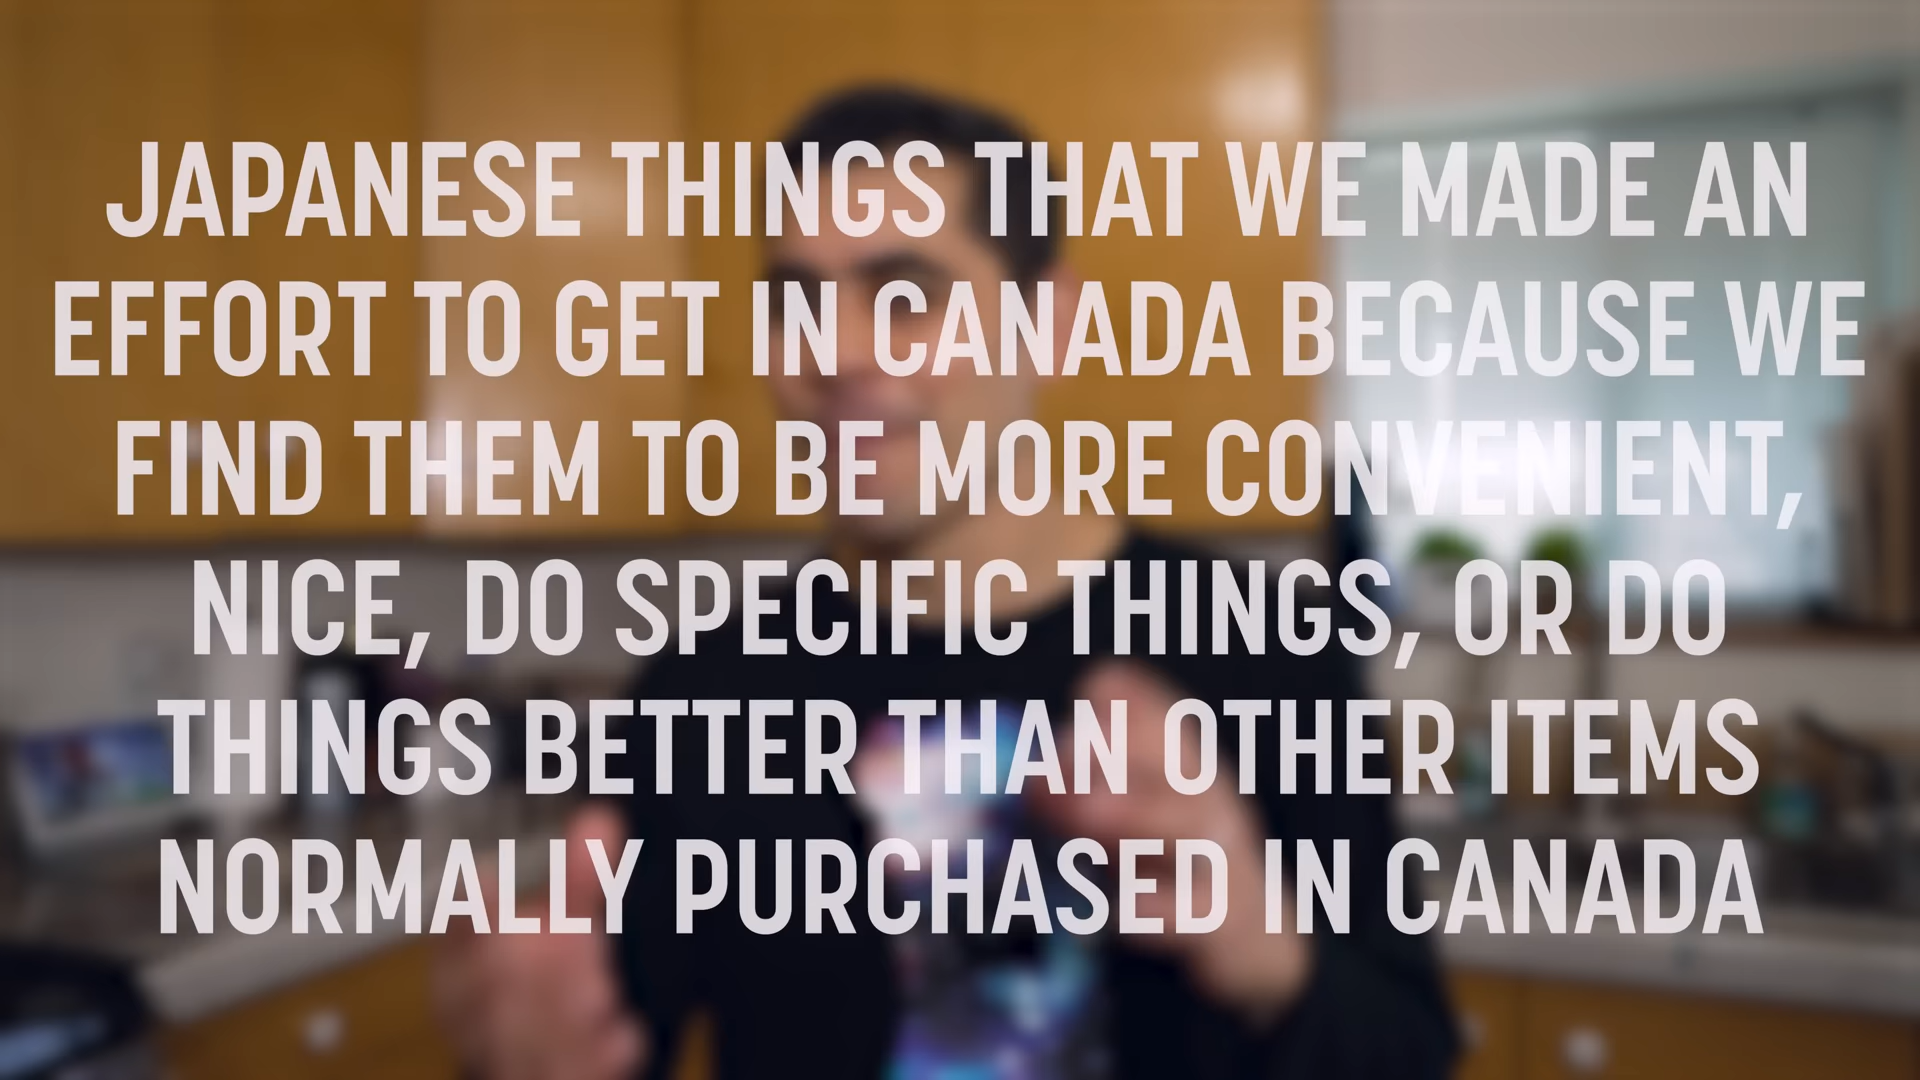 JAPANESE THINGS THAT WE MADE AN
EFFORT TO GET IN CANADA BECAUSE WE
FIND THEM TO BE MORE CONVENIENT,
NICE, DO SPECIFIC THINGS, OR DO
THINGS BETTER THAN OTHER ITEMS
NORMALLY PURCHASED IN CANADA